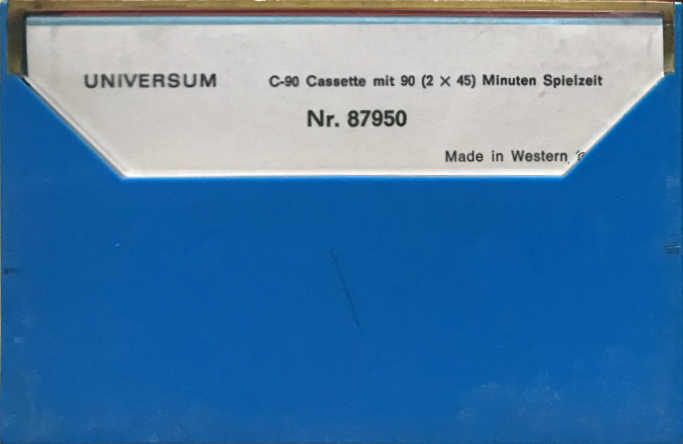 UNIVERSUM C-90 Cassette mit 90 (2 × 45) Minuten Spielzeit
Nr. 87950
Made in Western